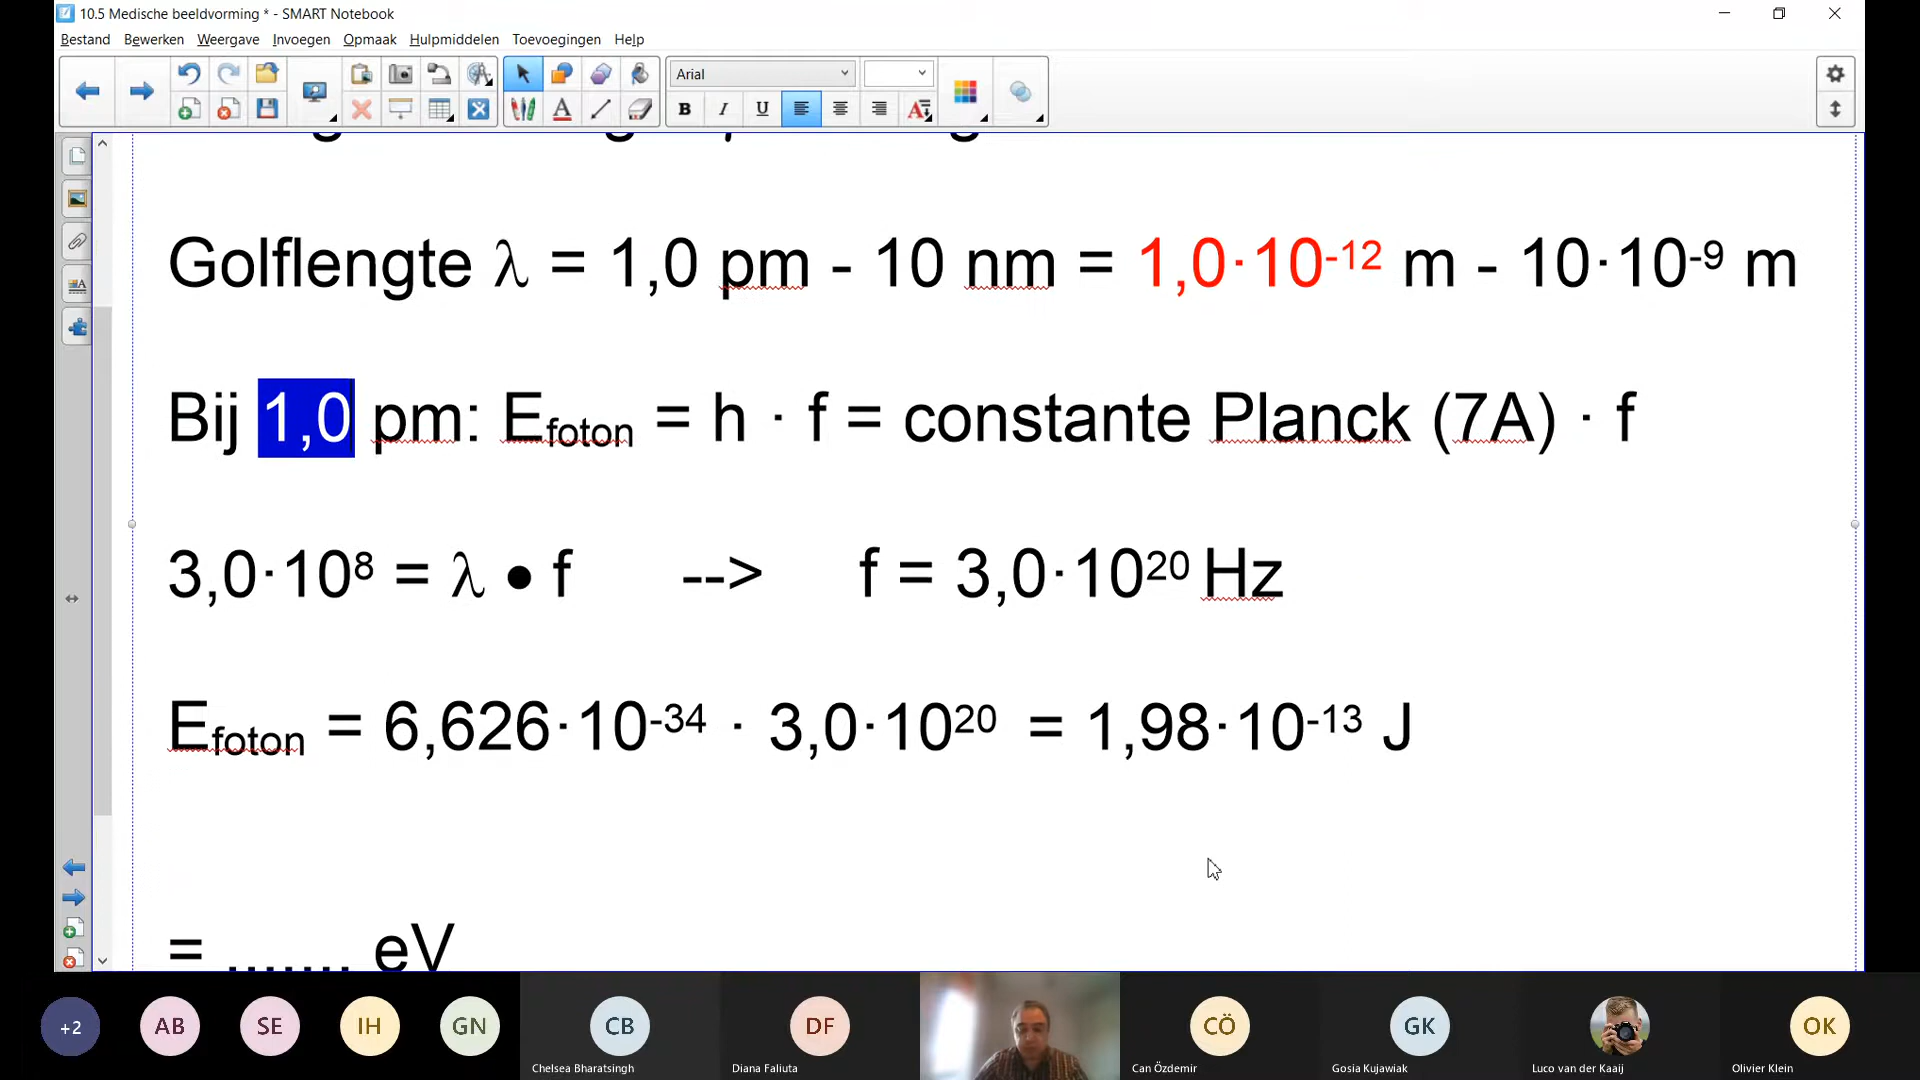 10.5 Medische beeldvorming * - SMART Notebook
Bestand Bewerken Weergave Invoegen Opmaak Hulpmiddelen Toevoegingen Help
Arial
B I U
Golflengte λ = 1,0 pm - 10 nm = 1,0·10⁻¹² m - 10·10⁻⁹ m
Bij 1,0 pm: Efoton = h · f = constante Planck (7A) · f
3,0·10⁸ = λ • f --> f = 3,0·10²⁰ Hz
Efoton = 6,626·10⁻³⁴ · 3,0·10²⁰ = 1,98·10⁻¹³ J
= ....... eV
+2 AB SE IH GN CB DF CÖ GK OK
Chelsea Bharatsingh Diana Faliuta Can Özdemir Gosia Kujawiak Luco van der Kaaij Olivier Klein